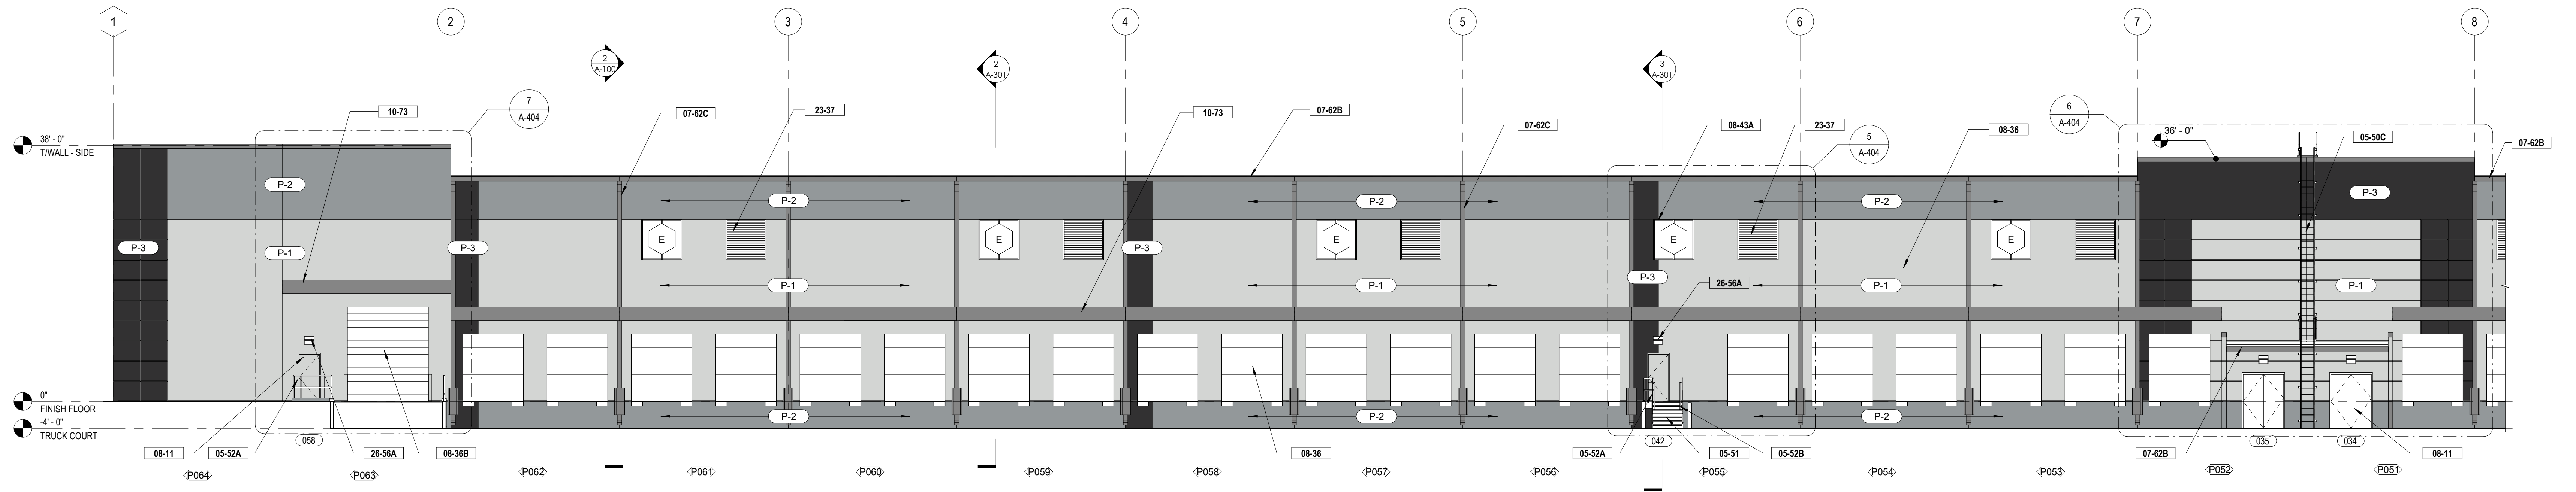 1
2
3
4
5
6
7
8
2
A-100
2
A-301
3
A-301
7
A-404
10-73
07-62C
23-37
10-73
07-62B
07-62C
08-43A
23-37
5
A-404
08-36
6
A-404
36' - 0"
05-50C
07-62B
38' - 0"
T/WALL - SIDE
P-2
P-2
P-2
P-2
P-3
P-3
P-1
P-3
E
E
P-3
E
P-3
E
E
P-1
P-1
P-1
P-1
26-56A
0"
FINISH FLOOR
-4' - 0"
TRUCK COURT
P-2
P-2
P-2
058
042
035
034
08-11
05-52A
26-56A
08-36B
08-36
05-52A
05-51
05-52B
07-62B
08-11
P064
P063
P062
P061
P060
P059
P058
P057
P056
P055
P054
P053
P052
P051